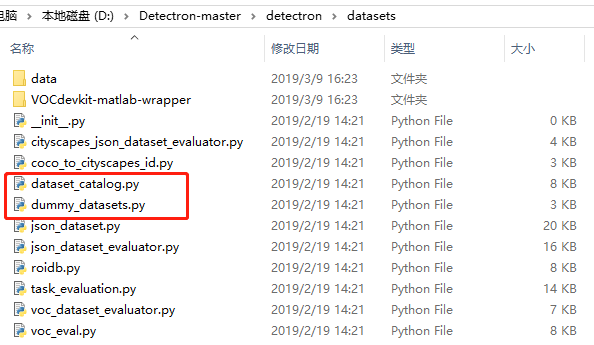 电脑 > 本地磁盘 (D:) > Detectron-master > detectron > datasets
名称 修改日期 类型 大小
data 2019/3/9 16:23 文件夹
VOCdevkit-matlab-wrapper 2019/3/9 16:23 文件夹
__init__.py 2019/2/19 14:21 Python File 0 KB
cityscapes_json_dataset_evaluator.py 2019/2/19 14:21 Python File 4 KB
coco_to_cityscapes_id.py 2019/2/19 14:21 Python File 3 KB
dataset_catalog.py 2019/2/19 14:21 Python File 8 KB
dummy_datasets.py 2019/2/19 14:21 Python File 3 KB
json_dataset.py 2019/2/19 14:21 Python File 20 KB
json_dataset_evaluator.py 2019/2/19 14:21 Python File 16 KB
roidb.py 2019/2/19 14:21 Python File 8 KB
task_evaluation.py 2019/2/19 14:21 Python File 14 KB
voc_dataset_evaluator.py 2019/2/19 14:21 Python File 7 KB
voc_eval.py 2019/2/19 14:21 Python File 8 KB